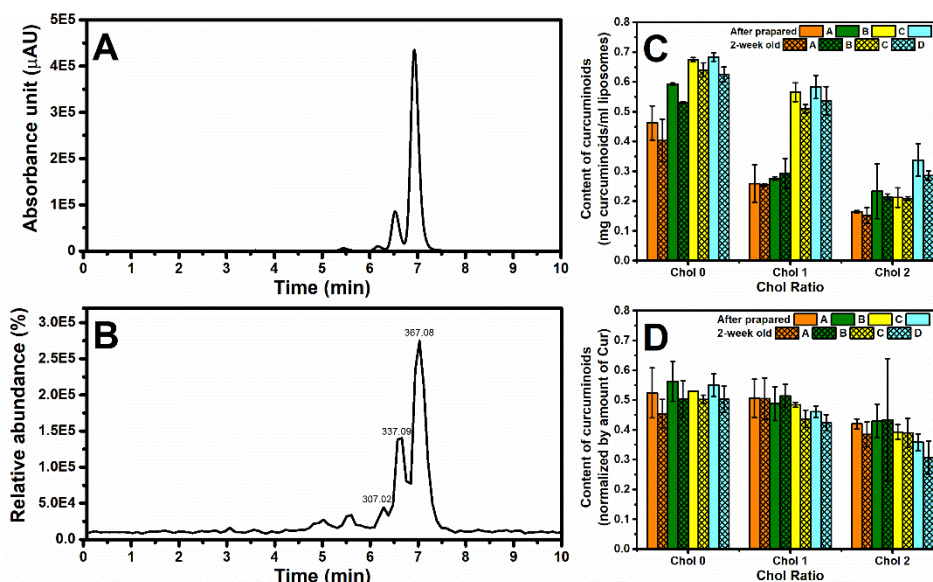 A
Absorbance unit (µAU)
5E5
4E5
3E5
2E5
1E5
0
0 1 2 3 4 5 6 7 8 9 10
Time (min)
B
Relative abundance (%)
3.0E5
2.5E5
2.0E5
1.5E5
1.0E5
5.0E4
0.0
367.08
337.09
307.02
0 1 2 3 4 5 6 7 8 9 10
Time (min)
C
Content of curcuminoids
(mg curcuminoids/ml liposomes)
0.8
0.7
0.6
0.5
0.4
0.3
0.2
0.1
0.0
After prapared A B C
2-week old A B C D
Chol 0 Chol 1 Chol 2
Chol Ratio
D
Content of curcuminoids
(normalized by amount of Cur)
0.8
0.7
0.6
0.5
0.4
0.3
0.2
0.1
0.0
After prapared A B C
2-week old A B C D
Chol 0 Chol 1 Chol 2
Chol Ratio